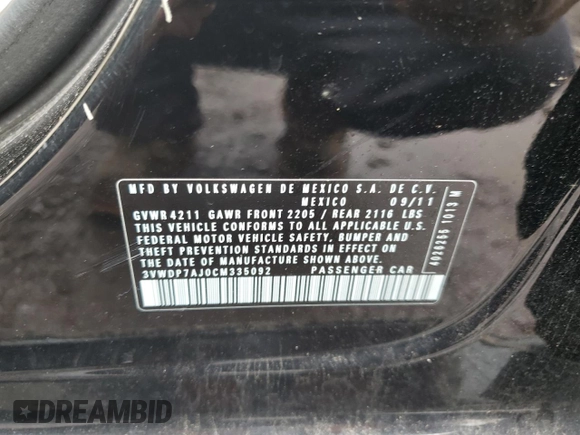 MFD BY VOLKSWAGEN DE MEXICO S.A. DE C.V.
MEXICO 09/11
GVWR 4211 GAWR FRONT 2205 / REAR 2116 LBS
THIS VEHICLE CONFORMS TO ALL APPLICABLE U.S.
FEDERAL MOTOR VEHICLE SAFETY, BUMPER AND
THEFT PREVENTION STANDARDS IN EFFECT ON
THE DATE OF MANUFACTURE SHOWN ABOVE.
3VWDP7AJ0CM335092 PASSENGER CAR
4026255 1013 M
DREAMBID